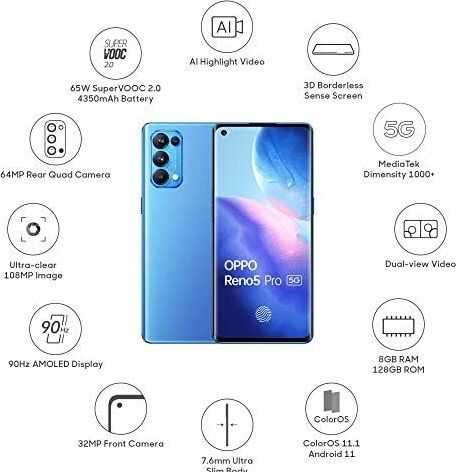 SUPER
VOOC
2.0
65W SuperVOOC 2.0
4350mAh Battery
AI
AI Highlight Video
3D Borderless
Sense Screen
64MP Rear Quad Camera
5G
MediaTek
Dimensity 1000+
Ultra-clear
108MP Image
OPPO
Reno5 Pro 5G
Dual-view Video
90Hz
90Hz AMOLED Display
8GB RAM
128GB ROM
32MP Front Camera
7.6mm Ultra
Slim Body
ColorOS
ColorOS 11.1
Android 11